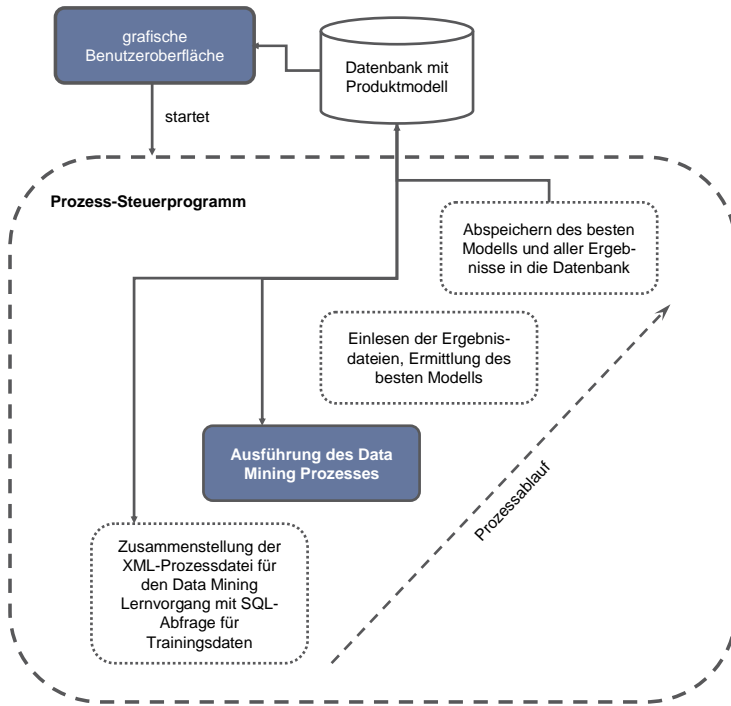 grafische
Benutzeroberfläche
Datenbank mit
Produktmodell
startet
Prozess-Steuerprogramm
Abspeichern des besten
Modells und aller Ergeb-
nisse in die Datenbank
Einlesen der Ergebnis-
dateien, Ermittlung des
besten Modells
Ausführung des Data
Mining Prozesses
Prozessablauf
Zusammenstellung der
XML-Prozessdatei für
den Data Mining
Lernvorgang mit SQL-
Abfrage für
Trainingsdaten